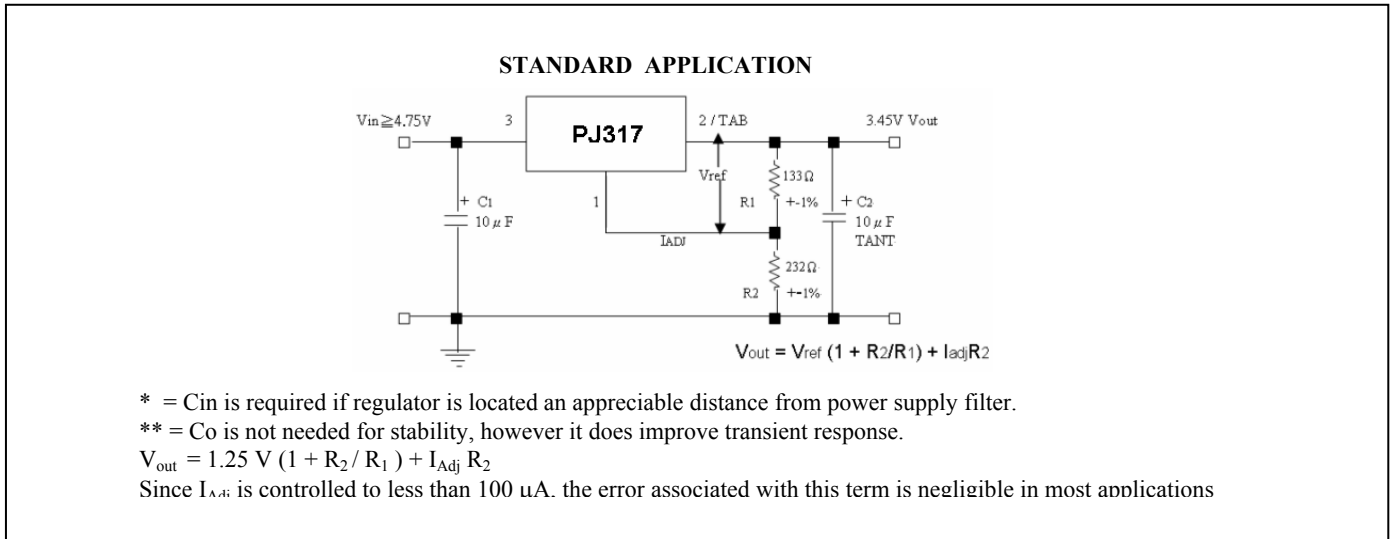 STANDARD APPLICATION
Vin≧4.75V
3
PJ317
2 / TAB
3.45V Vout
Vref
133Ω
R1
+-1%
+ C1
10 μ F
1
+ C2
10 μ F
TANT
IADJ
232Ω
R2
+-1%
Vout = Vref (1 + R2/R1) + IadjR2
* = Cin is required if regulator is located an appreciable distance from power supply filter.
** = Co is not needed for stability, however it does improve transient response.
Vout = 1.25 V (1 + R2 / R1 ) + IAdj R2
Since IAdj is controlled to less than 100 μA, the error associated with this term is negligible in most applications